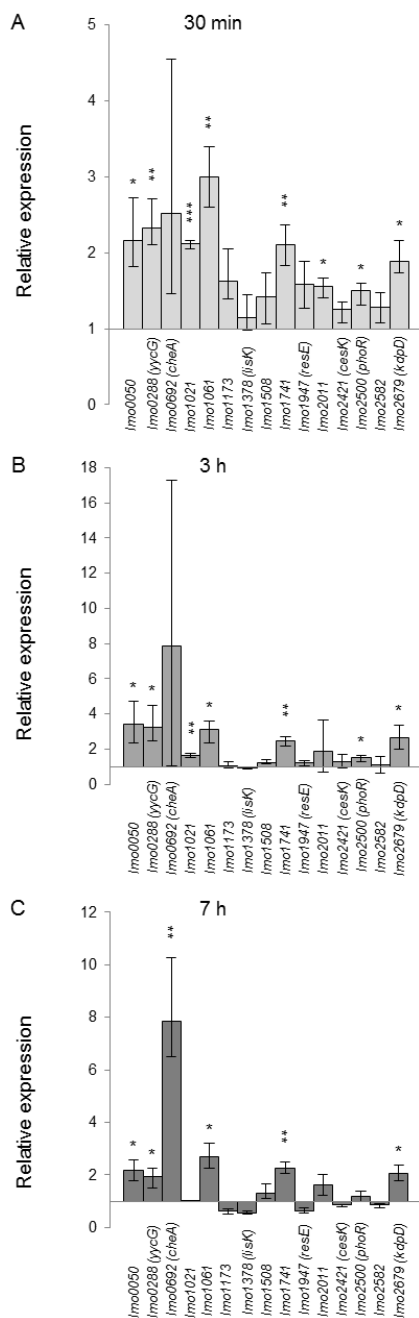 A
30 min
5
4
3
2
1
0
Relative expression
* ** *** ** ** * * *
lmo0050
lmo0288 (yycG)
lmo0692 (cheA)
lmo1021
lmo1061
lmo1173
lmo1378 (lisK)
lmo1508
lmo1741
lmo1947 (resE)
lmo2011
lmo2421 (cesK)
lmo2500 (phoR)
lmo2582
lmo2679 (kdpD)
B
3 h
18
16
14
12
10
8
6
4
2
0
Relative expression
* * ** * ** * *
lmo0050
lmo0288 (yycG)
lmo0692 (cheA)
lmo1021
lmo1061
lmo1173
lmo1378 (lisK)
lmo1508
lmo1741
lmo1947 (resE)
lmo2011
lmo2421 (cesK)
lmo2500 (phoR)
lmo2582
lmo2679 (kdpD)
C
7 h
12
10
8
6
4
2
0
Relative expression
* * ** * ** *
lmo0050
lmo0288 (yycG)
lmo0692 (cheA)
lmo1021
lmo1061
lmo1173
lmo1378 (lisK)
lmo1508
lmo1741
lmo1947 (resE)
lmo2011
lmo2421 (cesK)
lmo2500 (phoR)
lmo2582
lmo2679 (kdpD)